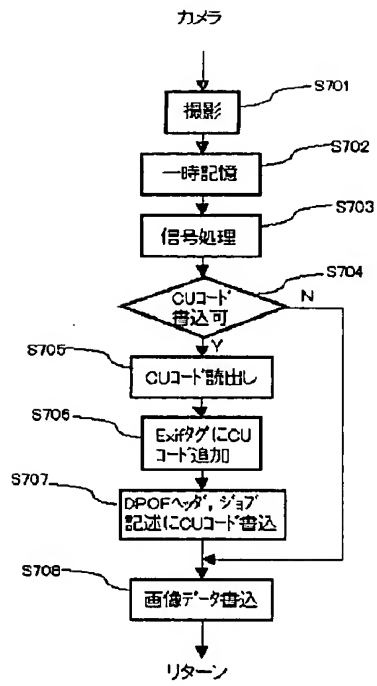 カメラ
S701
撮影
S702
一時記憶
S703
信号処理
S704
CUコード
書込可
N
Y
S705
CUコード読出し
S706
ExifタグにCU
コード追加
S707
DPOFヘッダ,ジョブ
記述にCUコード書込
S708
画像データ書込
リターン